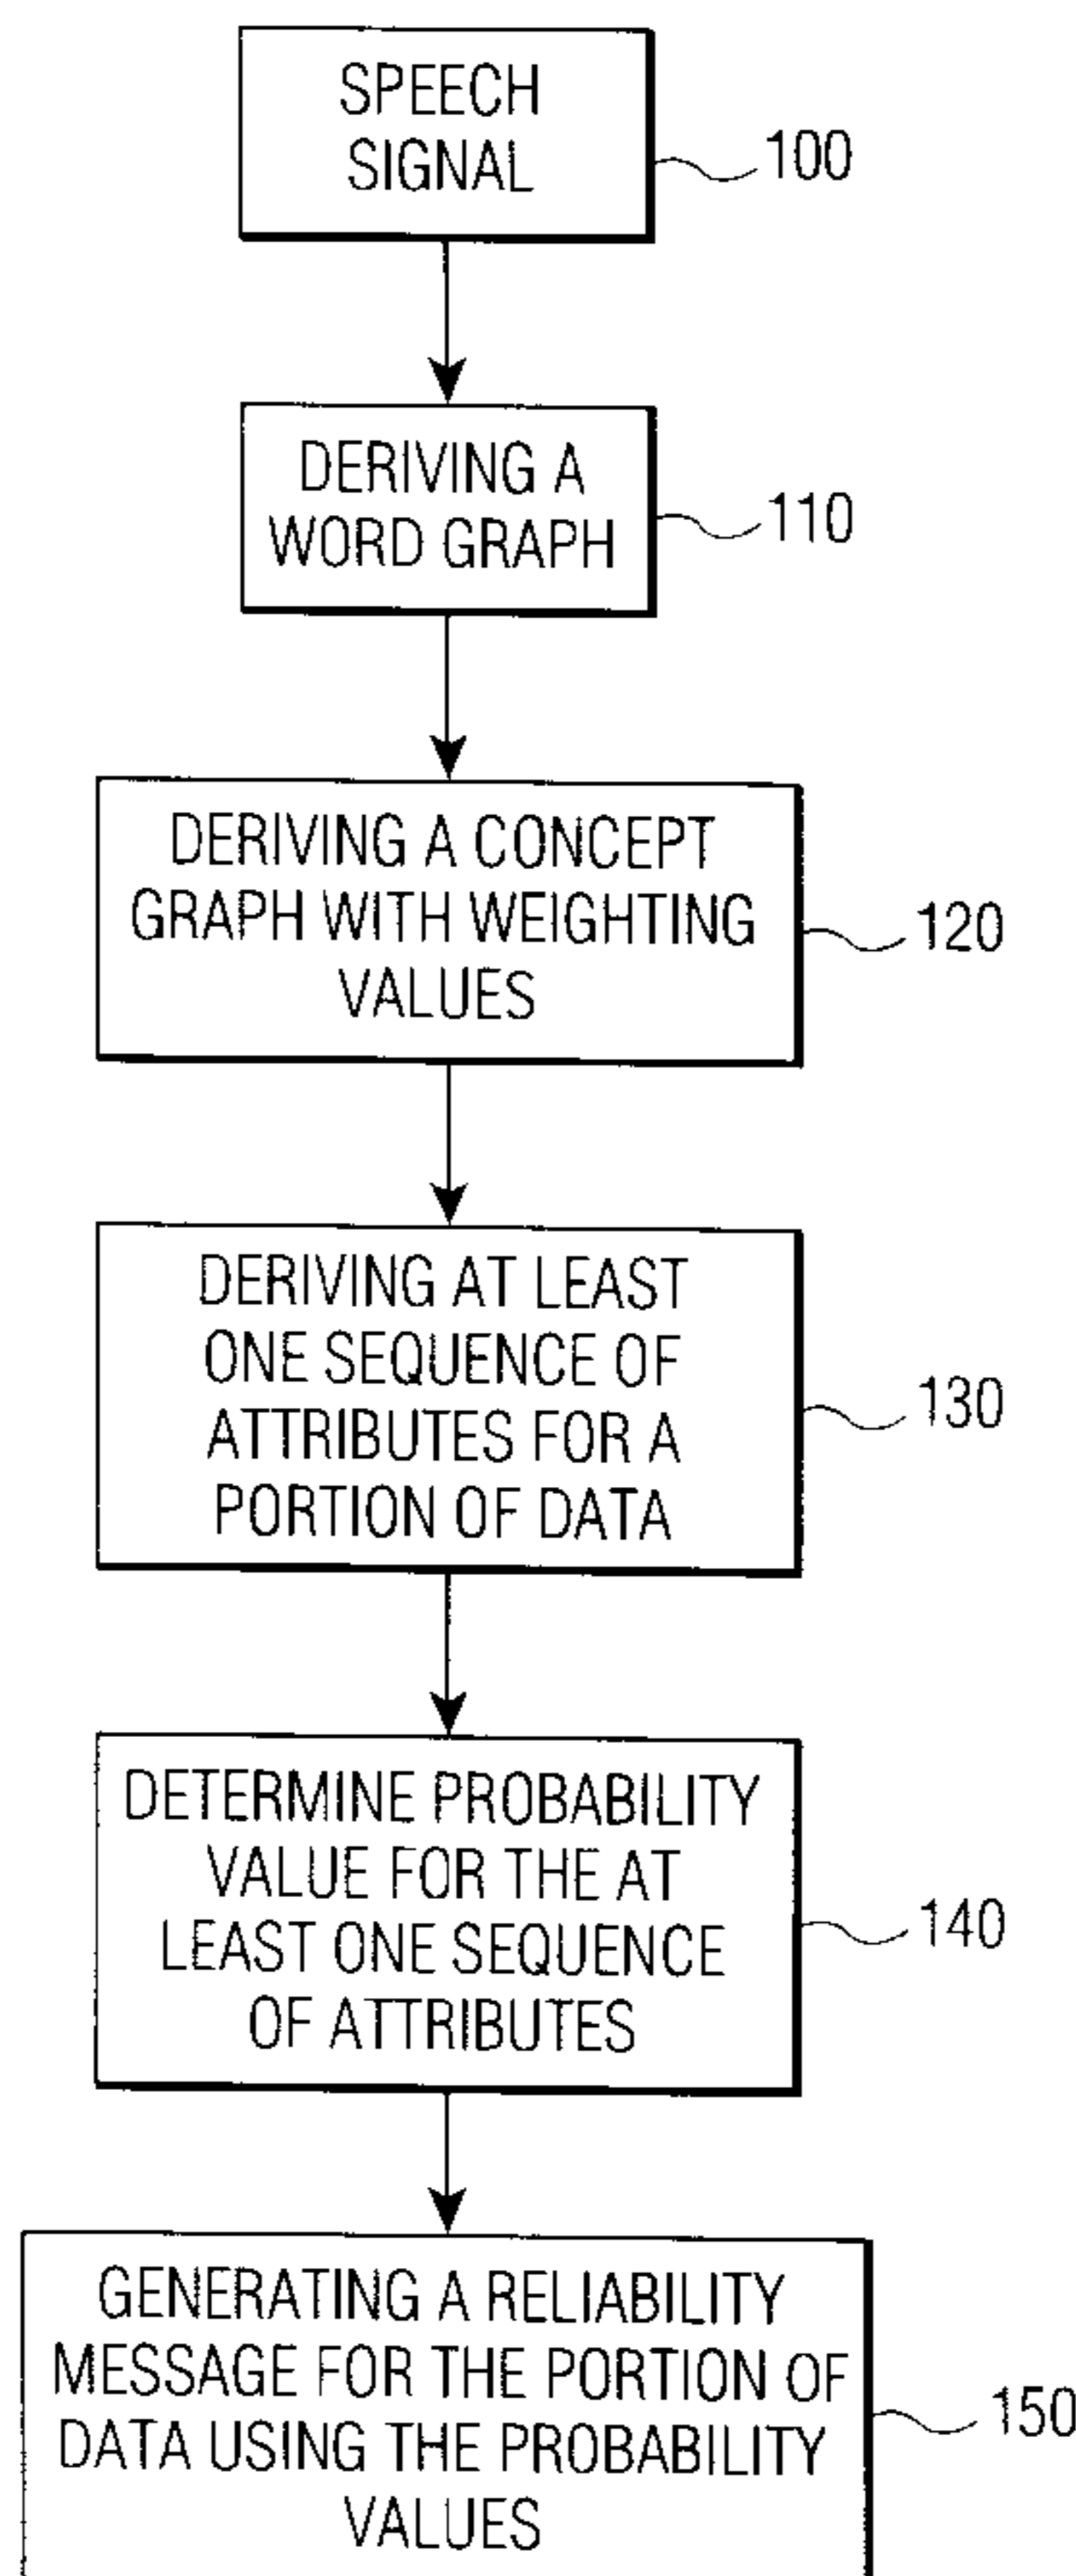 SPEECH
SIGNAL
100
DERIVING A
WORD GRAPH
110
DERIVING A CONCEPT
GRAPH WITH WEIGHTING
VALUES
120
DERIVING AT LEAST
ONE SEQUENCE OF
ATTRIBUTES FOR A
PORTION OF DATA
130
DETERMINE PROBABILITY
VALUE FOR THE AT
LEAST ONE SEQUENCE
OF ATTRIBUTES
140
GENERATING A RELIABILITY
MESSAGE FOR THE PORTION OF
DATA USING THE PROBABILITY
VALUES
150